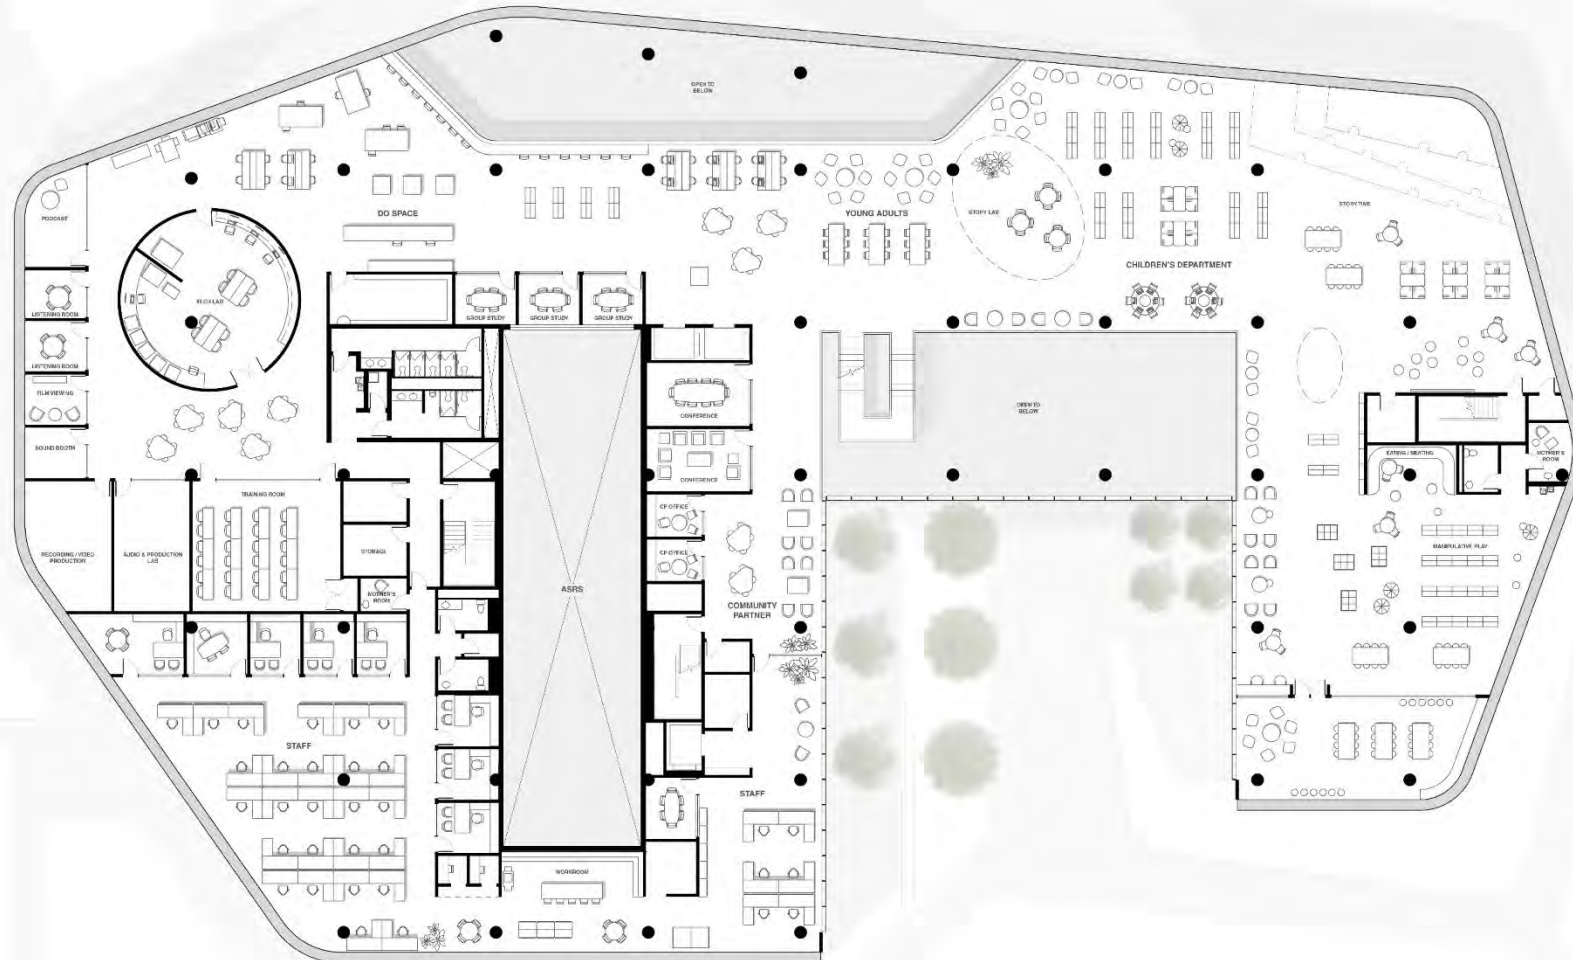 OPEN TO
BELOW
PODCAST
DO SPACE
YOUNG ADULTS
STORY LAB
STORYTIME
CHILDREN'S DEPARTMENT
TECH LAB
LISTENING ROOM
GROUP STUDY
GROUP STUDY
GROUP STUDY
LISTENING ROOM
FILM VIEWING
CONFERENCE
OPEN TO
BELOW
SOUND BOOTH
EATING / SEATING
MOTHER'S
ROOM
CONFERENCE
TRAINING ROOM
CP OFFICE
RECORDING / VIDEO
PRODUCTION
AUDIO & PRODUCTION
LAB
STORAGE
CP OFFICE
MANIPULATIVE PLAY
MOTHER'S
ROOM
ASRS
COMMUNITY
PARTNER
STAFF
STAFF
WORKROOM